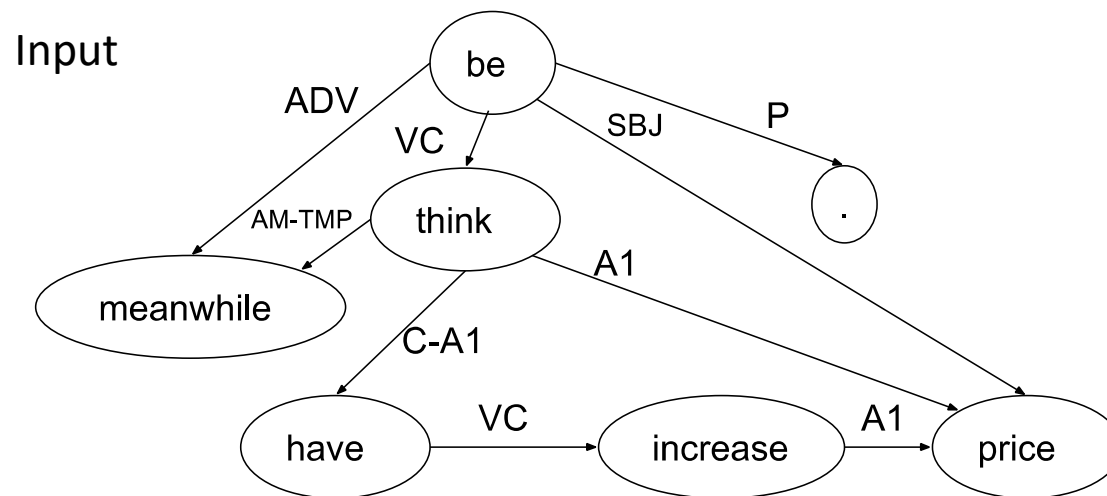 Input
be
ADV
SBJ
P
VC
.
AM-TMP
think
A1
meanwhile
C-A1
have
VC
increase
A1
price